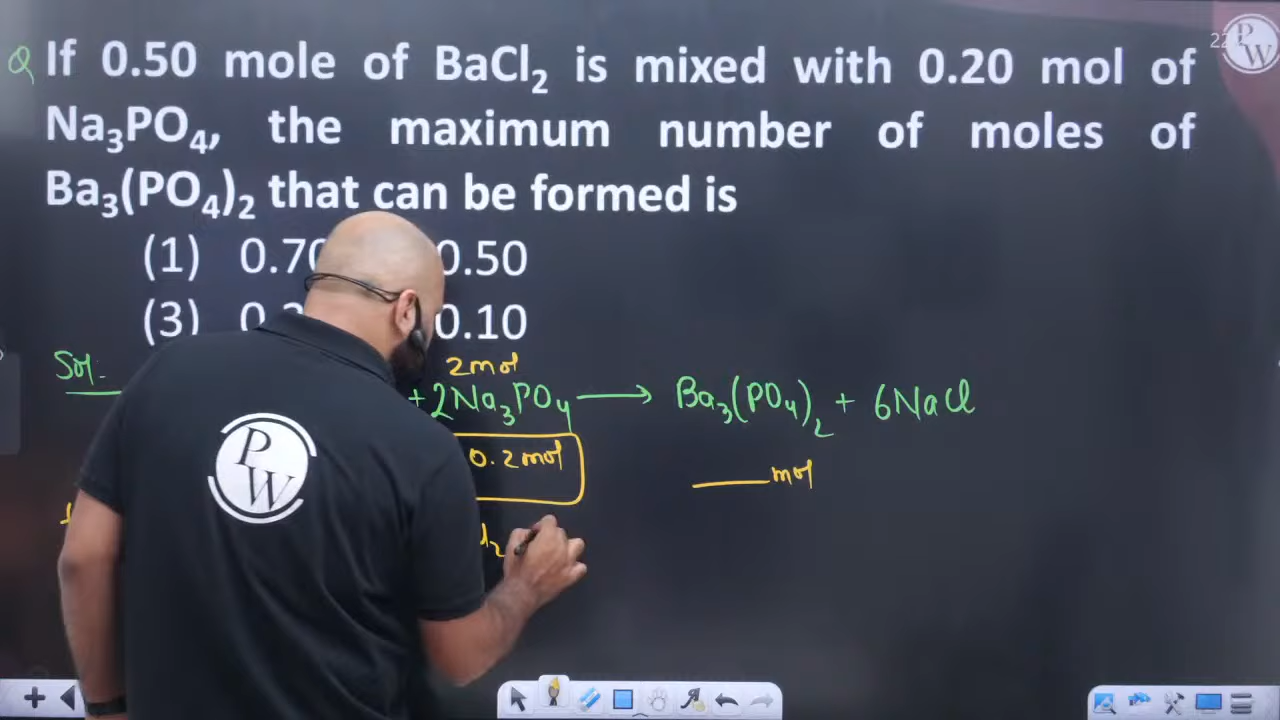 22
P W
Q If 0.50 mole of BaCl₂ is mixed with 0.20 mol of
Na₃PO₄, the maximum number of moles of
Ba₃(PO₄)₂ that can be formed is
(1) 0.70 0.50
(3) 0.10
Sol.
2mol
+ 2Na₃PO₄ ⟶ Ba₃(PO₄)₂ + 6NaCl
0.2mol
___mol
P W